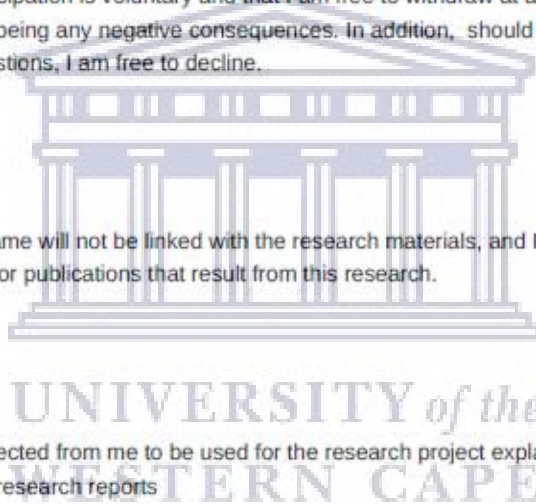 cipation is voluntary and that I am free to withdraw at a
being any negative consequences. In addition, should
stions, I am free to decline.
ame will not be linked with the research materials, and I
or publications that result from this research.
UNIVERSITY of the
ected from me to be used for the research project expla
WESTERN CAPE
research reports